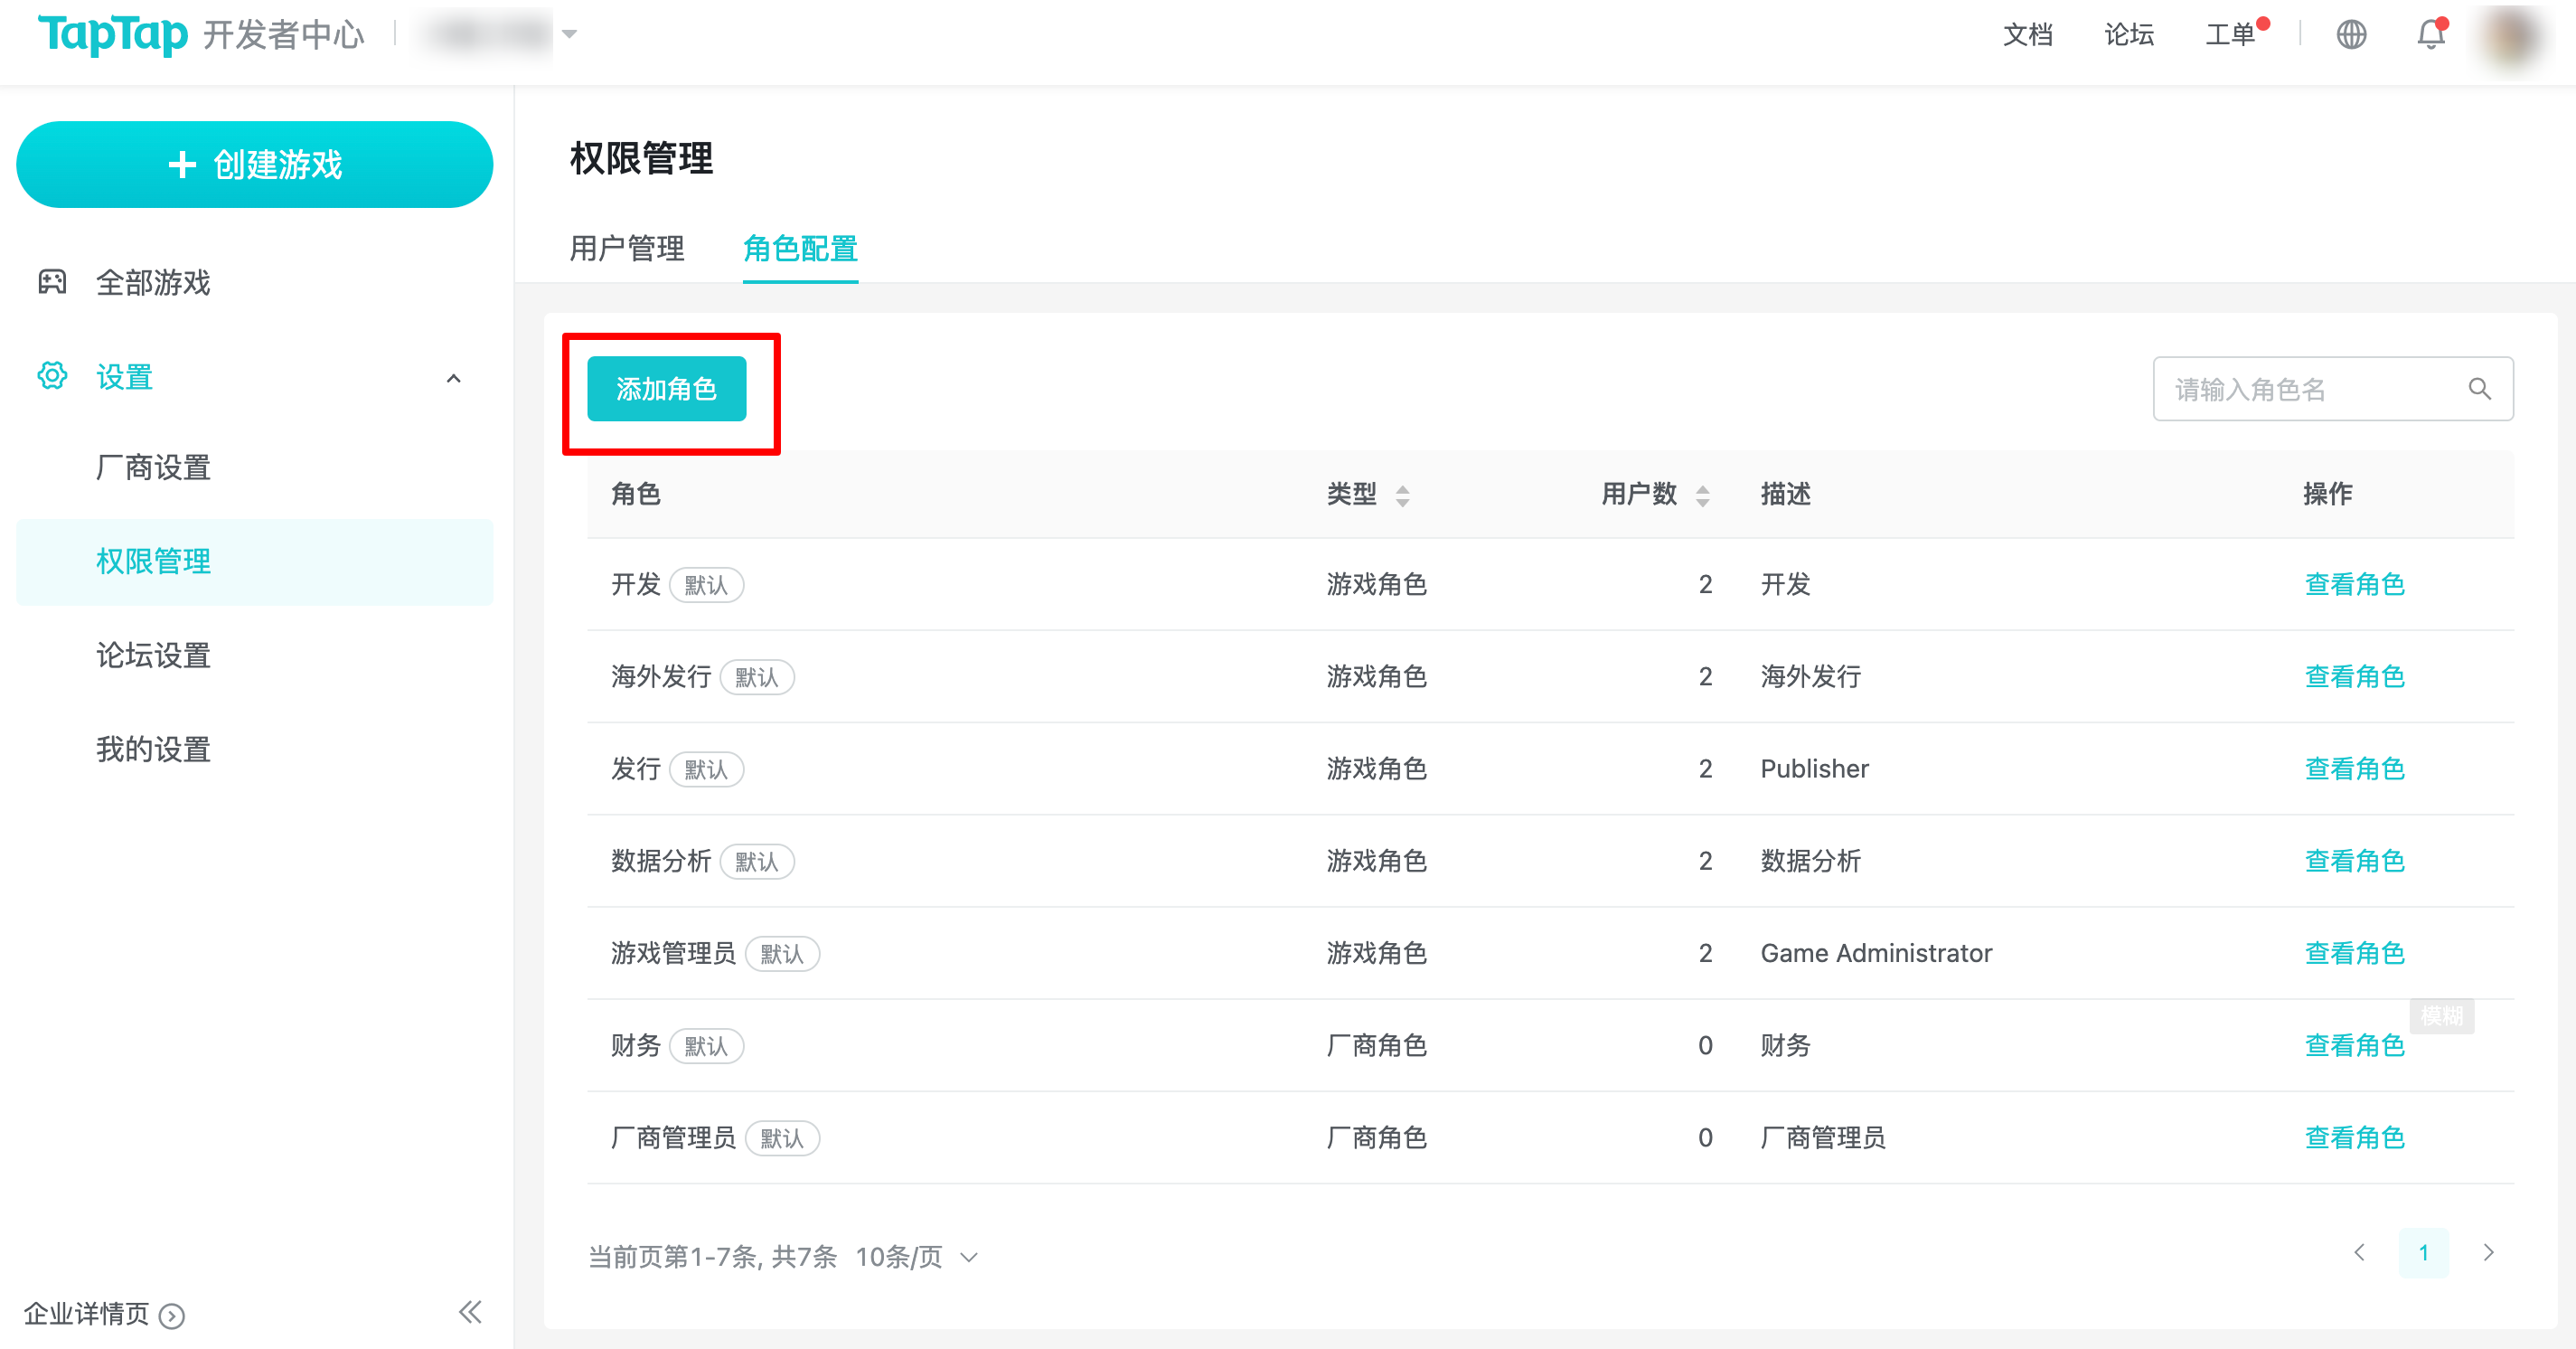 TapTap 开发者中心
文档 论坛 工单
+ 创建游戏
全部游戏
设置
厂商设置
权限管理
论坛设置
我的设置
企业详情页
权限管理
用户管理 角色配置
添加角色
请输入角色名
角色 类型 用户数 描述 操作
开发 默认 游戏角色 2 开发 查看角色
海外发行 默认 游戏角色 2 海外发行 查看角色
发行 默认 游戏角色 2 Publisher 查看角色
数据分析 默认 游戏角色 2 数据分析 查看角色
游戏管理员 默认 游戏角色 2 Game Administrator 查看角色
模糊
财务 默认 厂商角色 0 财务 查看角色
厂商管理员 默认 厂商角色 0 厂商管理员 查看角色
当前页第1-7条, 共7条 10条/页
1